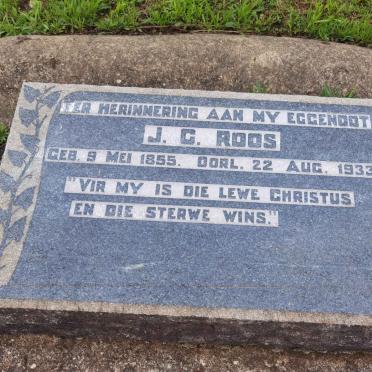 TER HERINNERING AAN MY EGGENOOT
J. C. ROOS
GEB. 9 MEI 1855. OORL. 22 AUG. 1933
"VIR MY IS DIE LEWE CHRISTUS
EN DIE STERWE WINS."